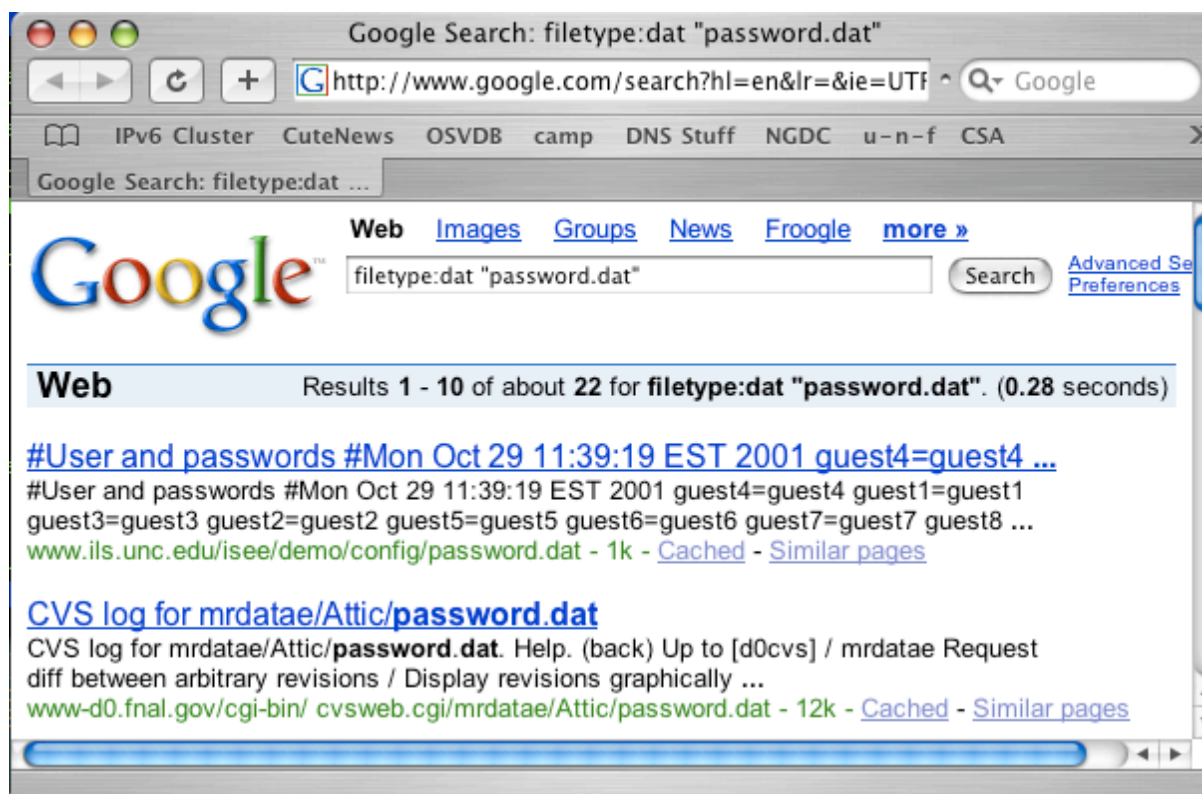 Google Search: filetype:dat "password.dat"
G http://www.google.com/search?hl=en&lr=&ie=UTF Q Google
IPv6 Cluster CuteNews OSVDB camp DNS Stuff NGDC u-n-f CSA
Google Search: filetype:dat ...
Web Images Groups News Froogle more »
Google™
filetype:dat "password.dat" Search Advanced Se
Preferences
Web Results 1 - 10 of about 22 for filetype:dat "password.dat". (0.28 seconds)
#User and passwords #Mon Oct 29 11:39:19 EST 2001 guest4=guest4 ...
#User and passwords #Mon Oct 29 11:39:19 EST 2001 guest4=guest4 guest1=guest1
guest3=guest3 guest2=guest2 guest5=guest5 guest6=guest6 guest7=guest7 guest8 ...
www.ils.unc.edu/isee/demo/config/password.dat - 1k - Cached - Similar pages
CVS log for mrdatae/Attic/password.dat
CVS log for mrdatae/Attic/password.dat. Help. (back) Up to [d0cvs] / mrdatae Request
diff between arbitrary revisions / Display revisions graphically ...
www-d0.fnal.gov/cgi-bin/ cvsweb.cgi/mrdatae/Attic/password.dat - 12k - Cached - Similar pages